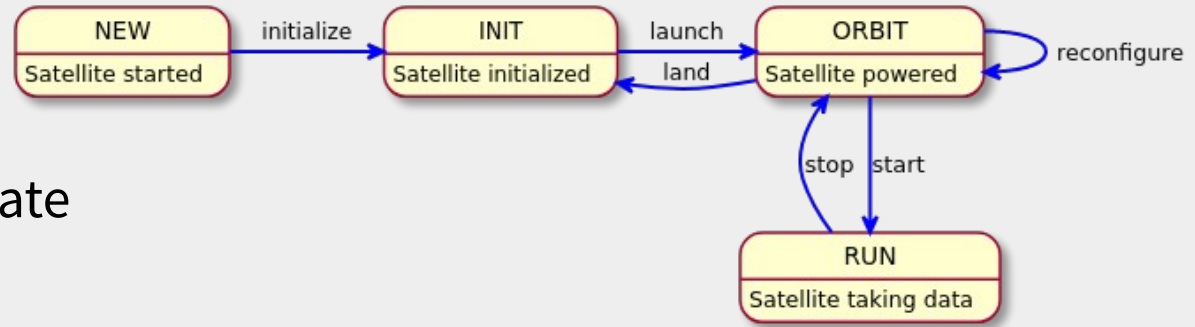 NEW
Satellite started
initialize
INIT
Satellite initialized
launch
land
ORBIT
Satellite powered
reconfigure
stop
start
ate
RUN
Satellite taking data